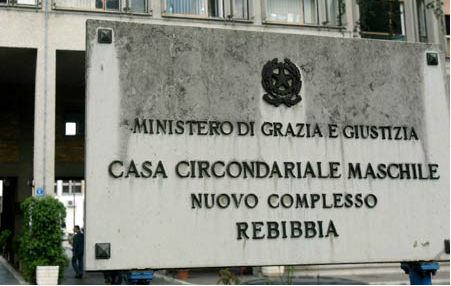 MINISTERO DI GRAZIA E GIUSTIZIA
CASA CIRCONDARIALE MASCHILE
NUOVO COMPLESSO
REBIBBIA